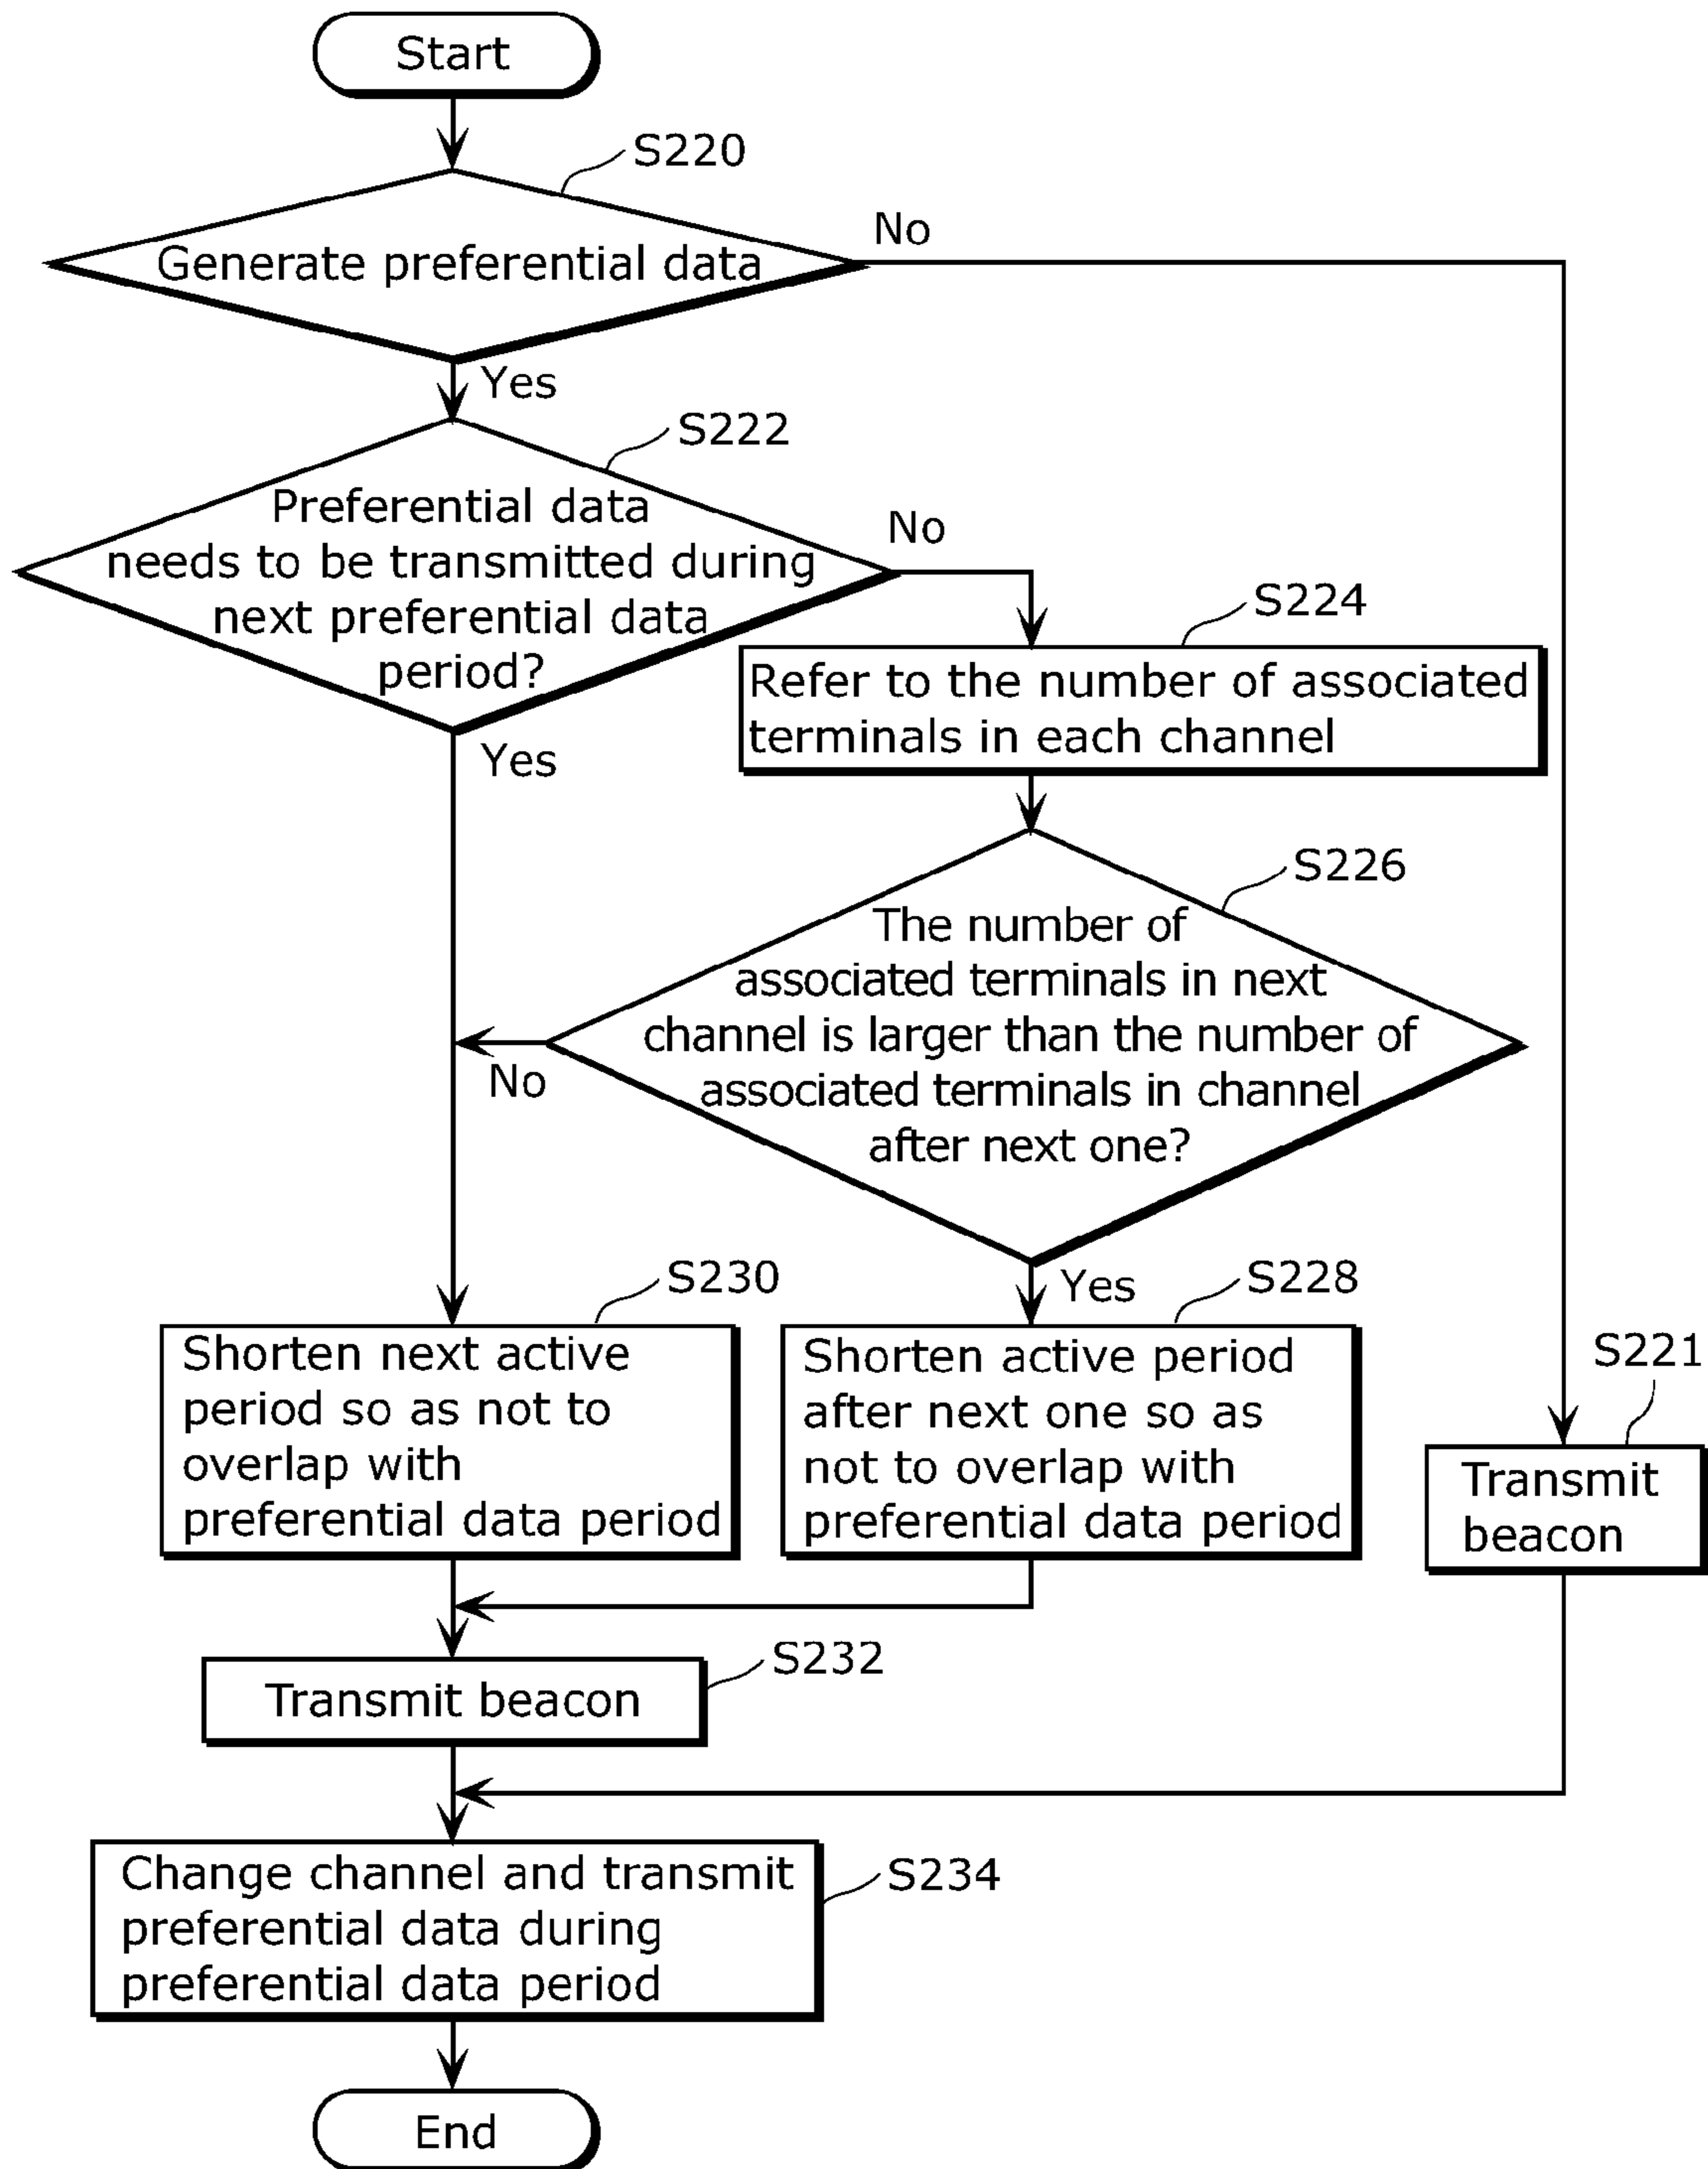 Start
S220
Generate preferential data
No
Yes
S222
Preferential data
needs to be transmitted during
next preferential data
period?
No
Yes
S224
Refer to the number of associated
terminals in each channel
S226
The number of
associated terminals in next
channel is larger than the number of
associated terminals in channel
after next one?
No
Yes
S230
Shorten next active
period so as not to
overlap with
preferential data period
S228
Shorten active period
after next one so as
not to overlap with
preferential data period
S221
Transmit
beacon
S232
Transmit beacon
S234
Change channel and transmit
preferential data during
preferential data period
End